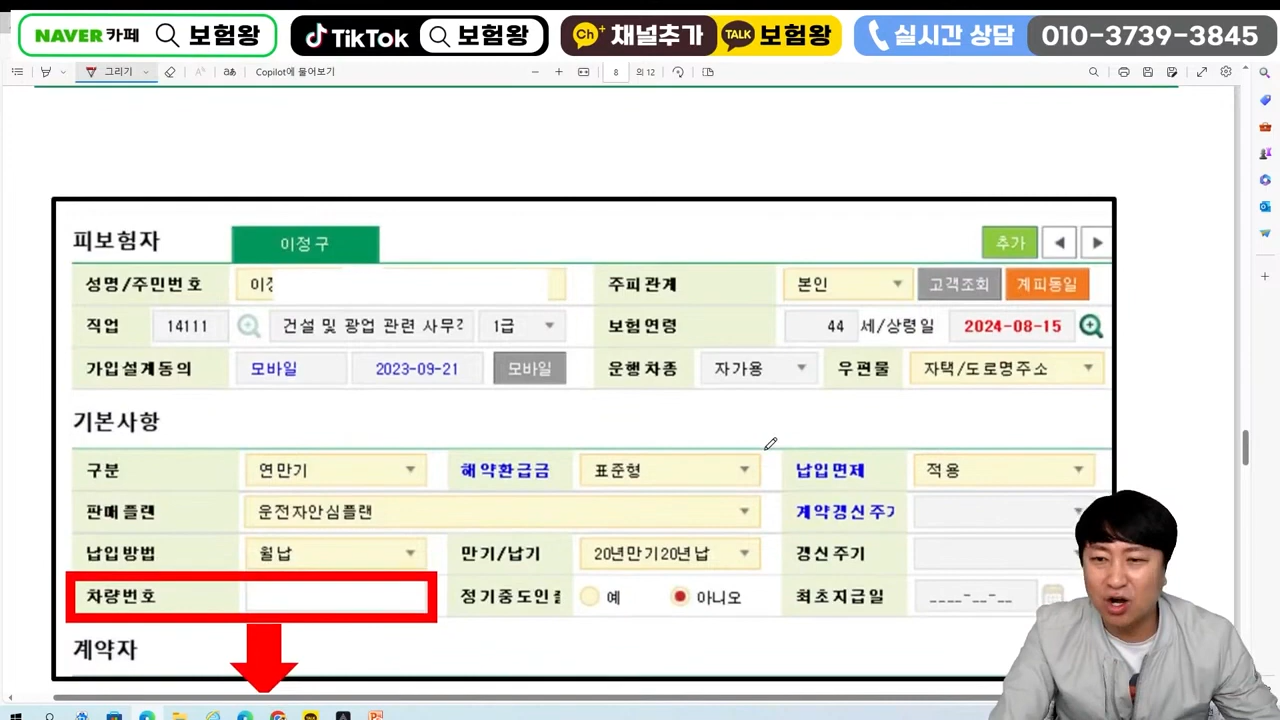 NAVER 카페 보험왕 TikTok 보험왕 Ch+ 채널추가 TALK 보험왕 실시간 상담 010-3739-3845
그리기 aあ Copilot에 물어보기 8 의 12
피보험자 이정구 추가
성명/주민번호 주피관계 본인 고객조회 계피동일
직업 14111 건설 및 광업 관련 1급 보험연령 44 세/상령일 2024-08-15
가입설계동의 모바일 2023-09-21 모바일 운행차종 자가용 우편물 자택/도로명주소
기본사항
구분 연만기 해약환급금 표준형 납입면제 적용
판매플랜 운전자안심플랜 계약갱신주기
납입방법 월납 만기/납기 20년만기20년납 갱신주기
차량번호 정기중도인출 예 아니오 최초지급일 ____-__-__
계약자